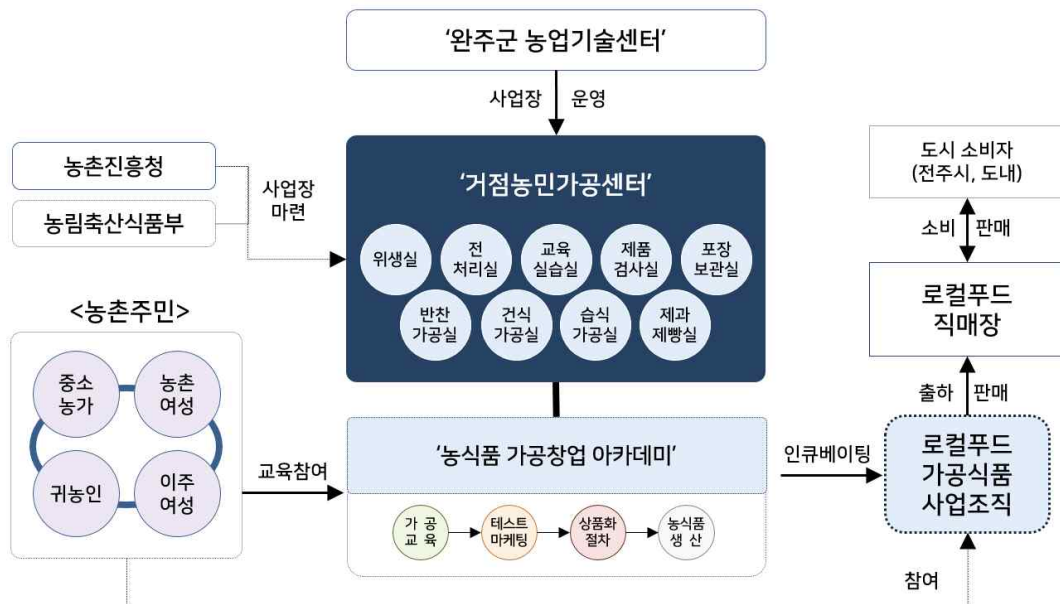 ‘완주군 농업기술센터’
사업장 운영
농촌진흥청
농림축산식품부
사업장
마련
‘거점농민가공센터’
위생실
전
처리실
교육
실습실
제품
검사실
포장
보관실
반찬
가공실
건식
가공실
습식
가공실
제과
제빵실
도시 소비자
(전주시, 도내)
소비 판매
로컬푸드
직매장
출하 판매
<농촌주민>
중소
농가
농촌
여성
귀농인
이주
여성
교육참여
‘농식품 가공창업 아카데미’
가 공
교 육
테스트
마케팅
상품화
절차
농식품
생 산
인큐베이팅
로컬푸드
가공식품
사업조직
참여